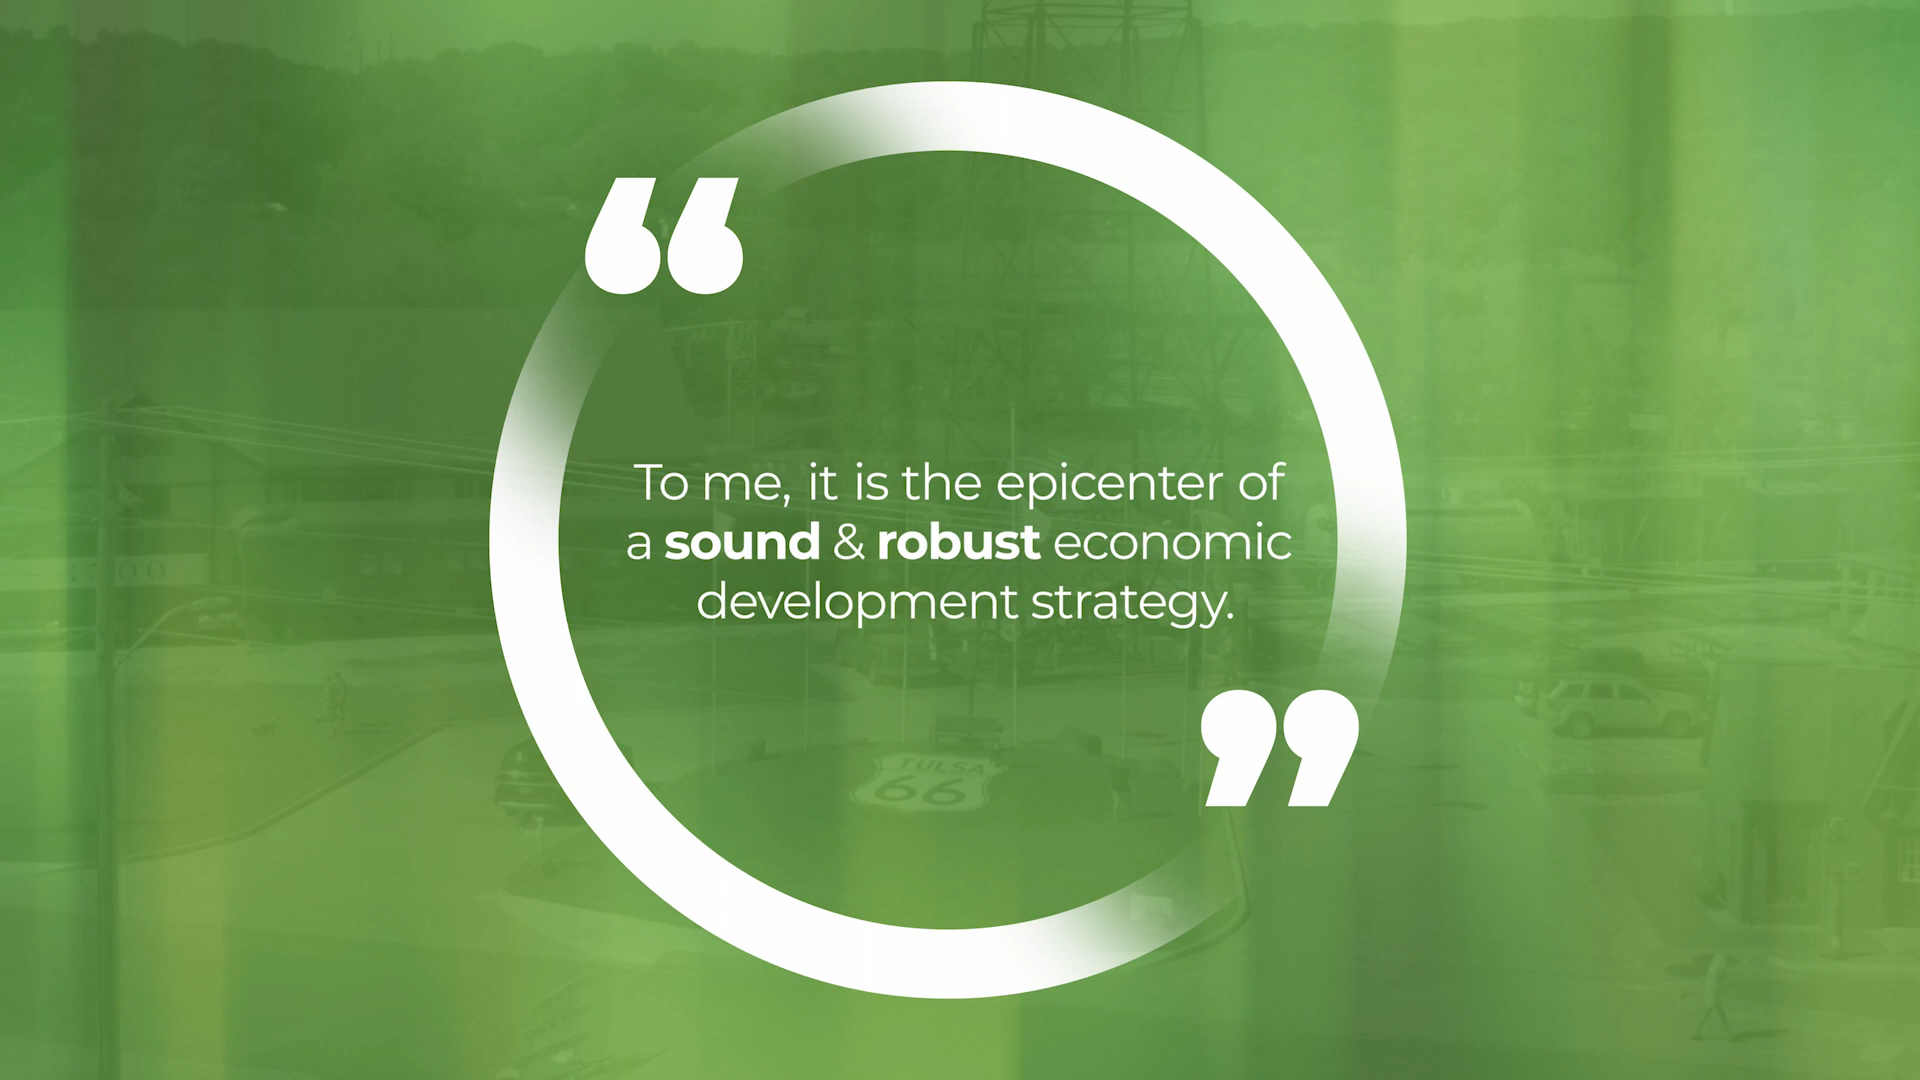 To me, it is the epicenter of
a sound & robust economic
development strategy.
TULSA
66